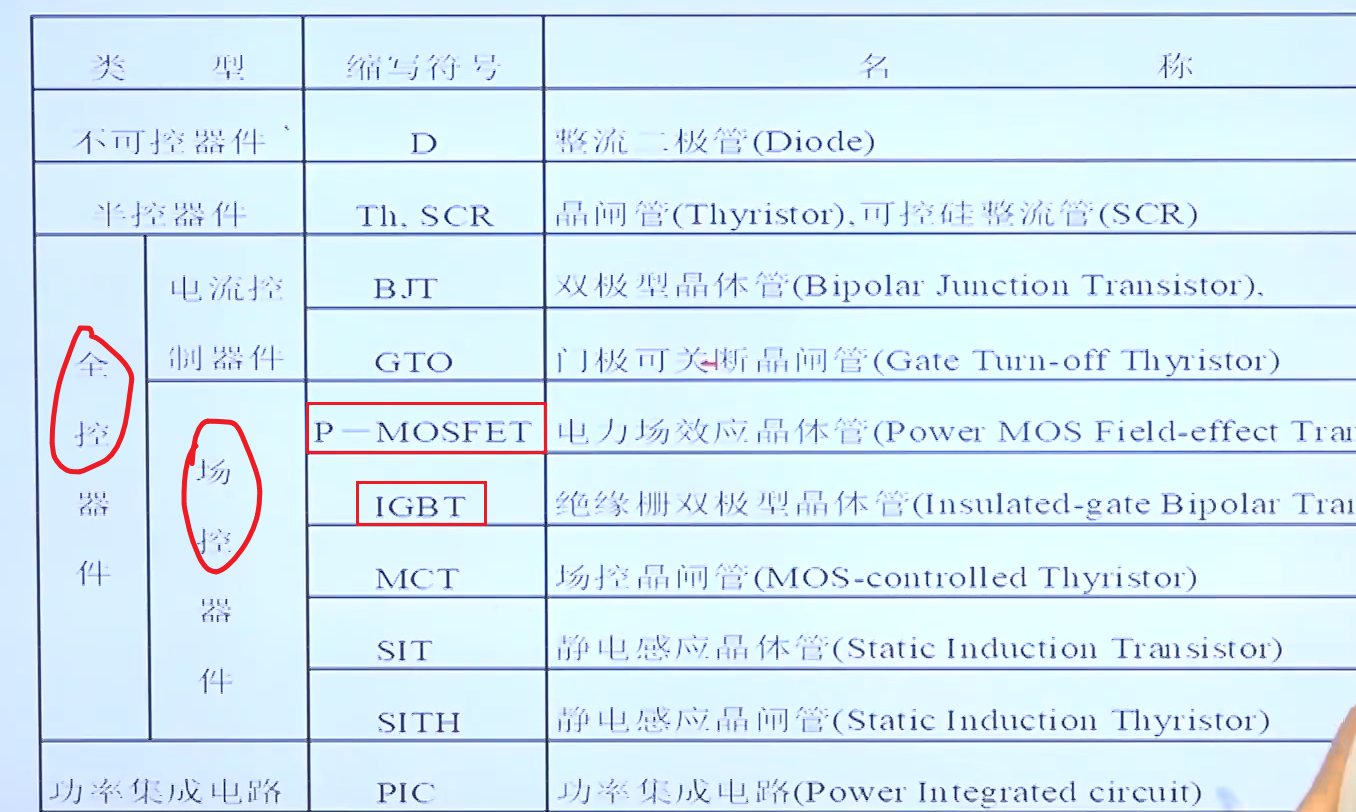 类 型 缩写符号 名 称
不可控器件 D 整流二极管(Diode)
半控器件 Th, SCR 晶闸管(Thyristor),可控硅整流管(SCR)
全控器件
电流控制器件
BJT 双极型晶体管(Bipolar Junction Transistor),
GTO 门极可关断晶闸管(Gate Turn-off Thyristor)
场控器件
P－MOSFET 电力场效应晶体管(Power MOS Field-effect
IGBT 绝缘栅双极型晶体管(Insulated-gate Bipolar
MCT 场控晶闸管(MOS-controlled Thyristor)
SIT 静电感应晶体管(Static Induction Transistor)
SITH 静电感应晶闸管(Static Induction Thyristor)
功率集成电路 PIC 功率集成电路(Power Integrated circuit)